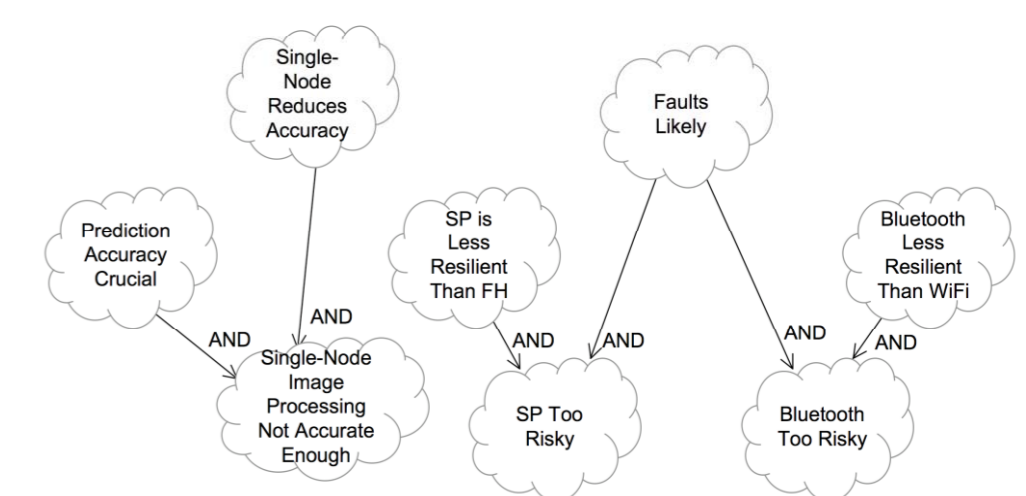 Single-
Node
Reduces
Accuracy
Faults
Likely
Prediction
Accuracy
Crucial
SP is
Less
Resilient
Than FH
Bluetooth
Less
Resilient
Than WiFi
AND
AND
AND
AND
AND
AND
Single-Node
Image
Processing
Not Accurate
Enough
SP Too
Risky
Bluetooth
Too Risky